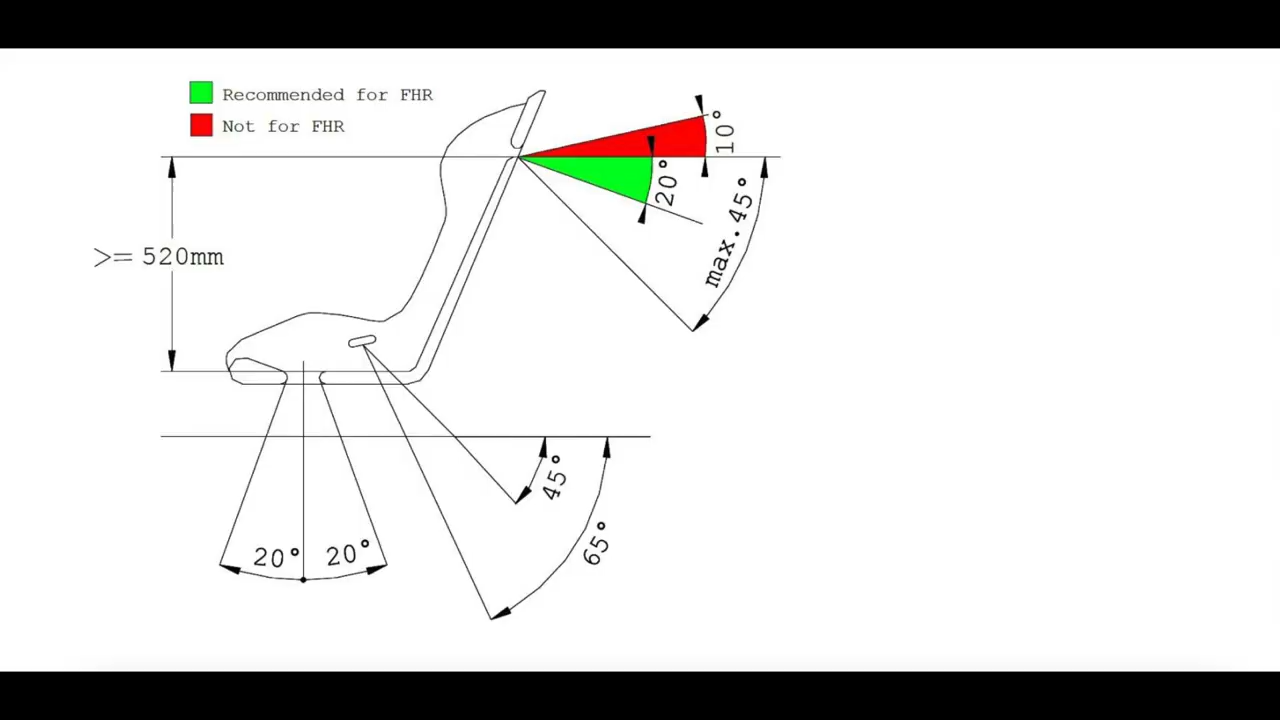 Recommended for FHR
Not for FHR
10°
20°
max.45°
>= 520mm
45°
65°
20°
20°